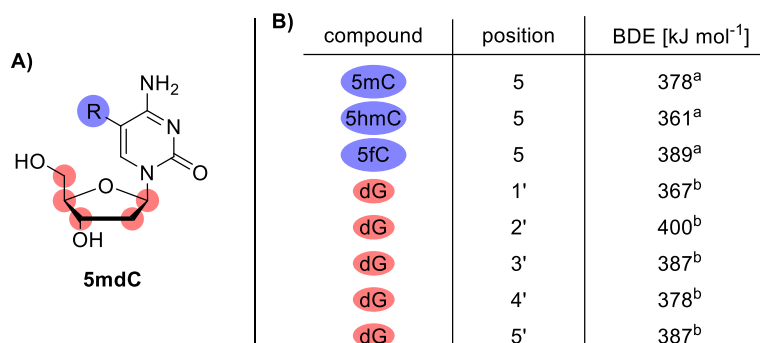 A)
NH₂
R
N
HO
N
O
O
OH
5mdC
B)
compound position BDE [kJ mol⁻¹]
5mC 5 378ᵃ
5hmC 5 361ᵃ
5fC 5 389ᵃ
dG 1' 367ᵇ
dG 2' 400ᵇ
dG 3' 387ᵇ
dG 4' 378ᵇ
dG 5' 387ᵇ